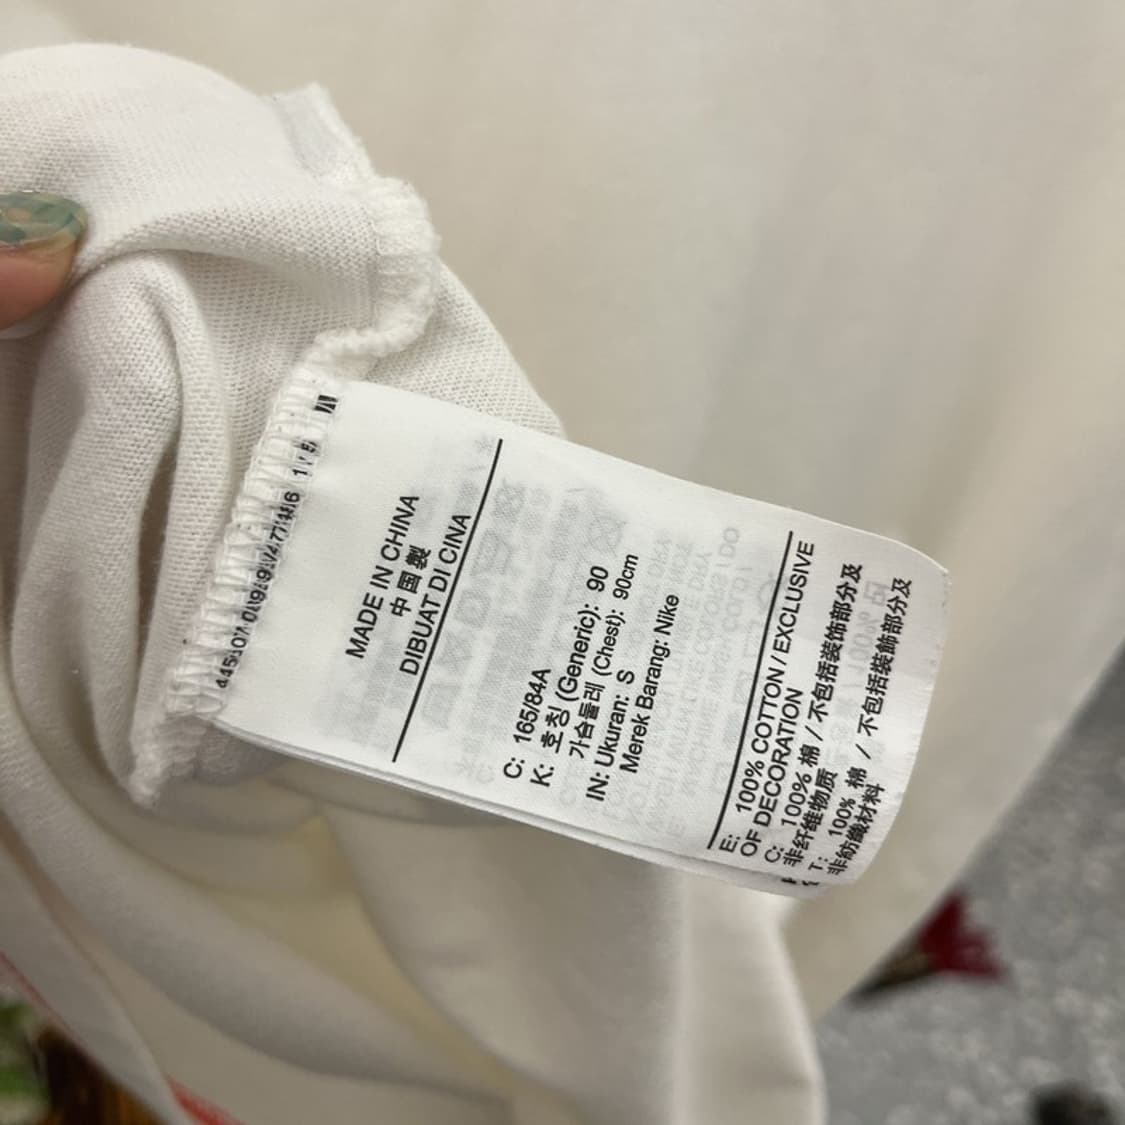 MADE IN CHINA
中国製
DIBUAT DI CINA
C: 165/84A
K: 호칭 (Generic): 90
가슴둘레 (Chest): 90cm
IN: Ukuran: S
Merek Barang: Nike
E: 100% COTTON / EXCLUSIVE
OF DECORATION
C: 100% 棉 / 不包括装饰部分及
非纤维物质
T: 100% 棉 / 不包括裝飾部分及
非紡織材料